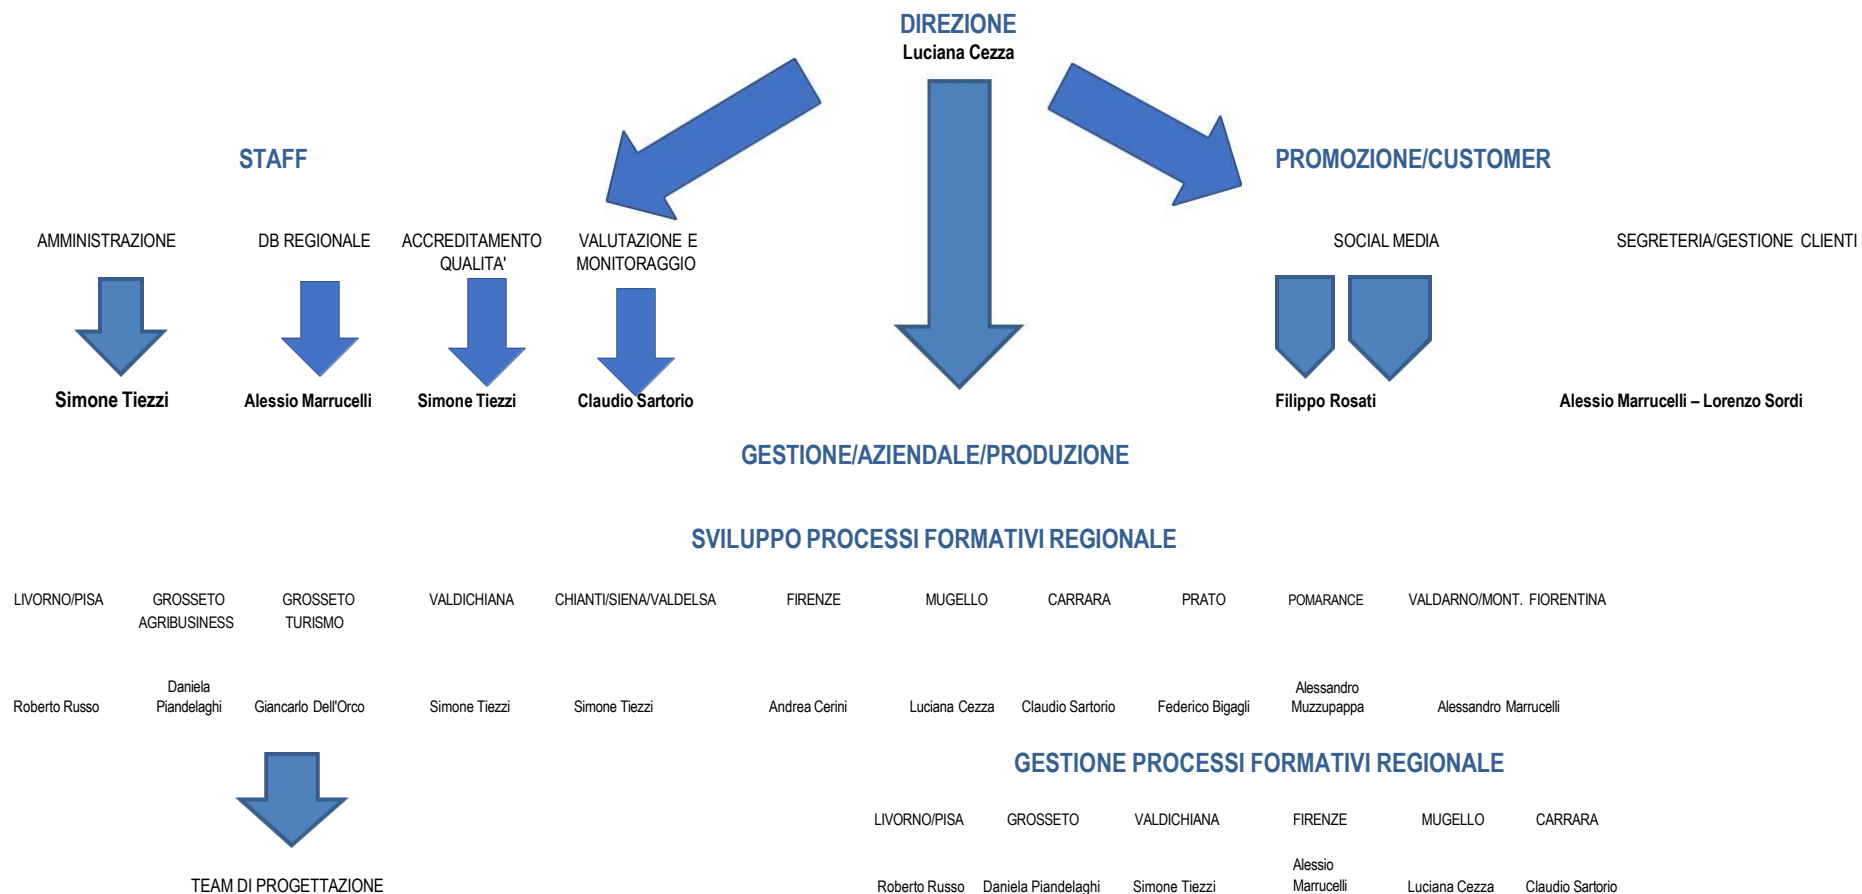 DIREZIONE
Luciana Cezza
STAFF
PROMOZIONE/CUSTOMER
AMMINISTRAZIONE
DB REGIONALE
ACCREDITAMENTO
QUALITA'
VALUTAZIONE E
MONITORAGGIO
SOCIAL MEDIA
SEGRETERIA/GESTIONE CLIENTI
Simone Tiezzi
Alessio Marrucelli
Simone Tiezzi
Claudio Sartorio
Filippo Rosati
Alessio Marrucelli – Lorenzo Sordi
GESTIONE/AZIENDALE/PRODUZIONE
SVILUPPO PROCESSI FORMATIVI REGIONALE
LIVORNO/PISA
GROSSETO
AGRIBUSINESS
GROSSETO
TURISMO
VALDICHIANA
CHIANTI/SIENA/VALDELSA
FIRENZE
MUGELLO
CARRARA
PRATO
POMARANCE
VALDARNO/MONT. FIORENTINA
Roberto Russo
Daniela
Piandelaghi
Giancarlo Dell'Orco
Simone Tiezzi
Simone Tiezzi
Andrea Cerini
Luciana Cezza
Claudio Sartorio
Federico Bigagli
Alessandro
Muzzupappa
Alessandro Marrucelli
GESTIONE PROCESSI FORMATIVI REGIONALE
LIVORNO/PISA
GROSSETO
VALDICHIANA
FIRENZE
MUGELLO
CARRARA
TEAM DI PROGETTAZIONE
Roberto Russo
Daniela Piandelaghi
Simone Tiezzi
Alessio
Marrucelli
Luciana Cezza
Claudio Sartorio